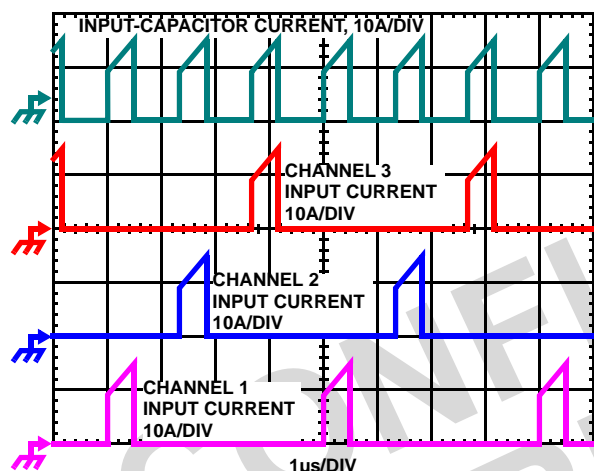 INPUT-CAPACITOR CURRENT, 10A/DIV
CHANNEL 3
INPUT CURRENT
10A/DIV
CHANNEL 2
INPUT CURRENT
10A/DIV
CHANNEL 1
INPUT CURRENT
10A/DIV
1us/DIV